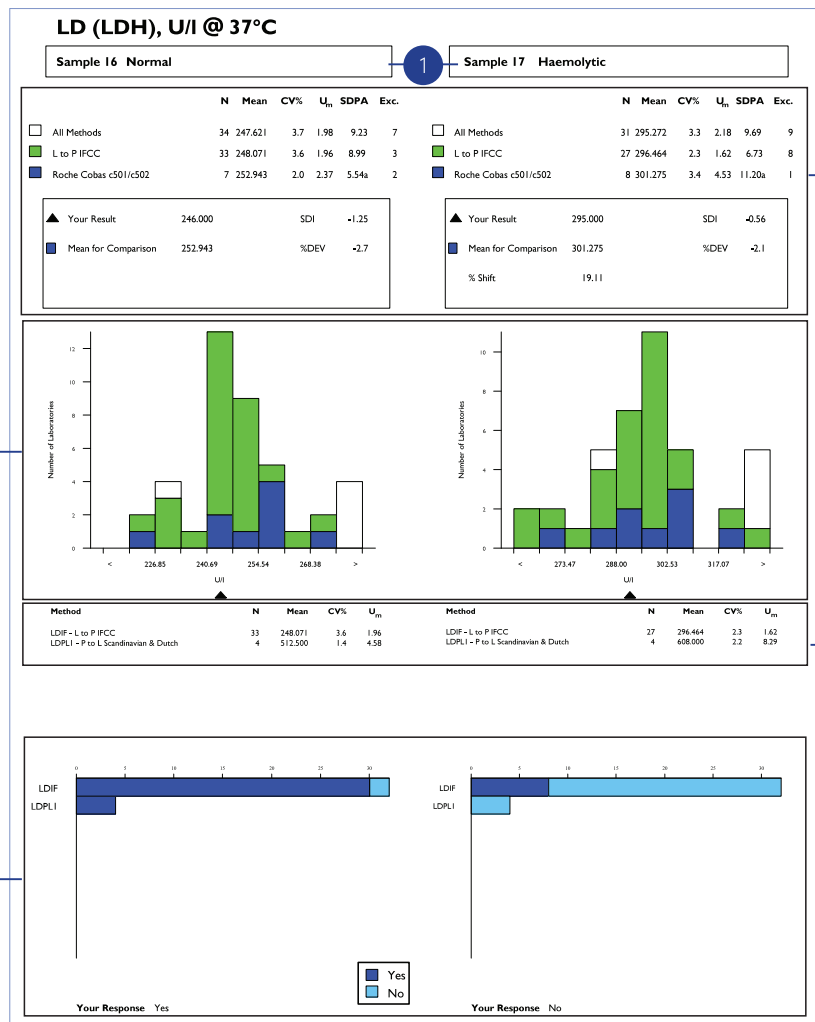 LD (LDH), U/I @ 37°C
Sample 16 Normal
1
Sample 17 Haemolytic
N Mean CV% Um SDPA Exc.
All Methods 34 247.621 3.7 1.98 9.23 7
L to P IFCC 33 248.071 3.6 1.96 8.99 3
Roche Cobas c501/c502 7 252.943 2.0 2.37 5.54a 2
N Mean CV% Um SDPA Exc.
All Methods 31 295.272 3.3 2.18 9.69 9
L to P IFCC 27 296.464 2.3 1.62 6.73 8
Roche Cobas c501/c502 8 301.275 3.4 4.53 11.20a 1
Your Result 246.000 SDI -1.25
Mean for Comparison 252.943 %DEV -2.7
Your Result 295.000 SDI -0.56
Mean for Comparison 301.275 %DEV -2.1
% Shift 19.11
Number of Laboratories
12
10
8
6
4
2
0
< 226.85 240.69 254.54 268.38 >
U/I
Number of Laboratories
10
8
6
4
2
0
< 273.47 288.00 302.53 317.07 >
U/I
Method N Mean CV% Um
LDIF - L to P IFCC 33 248.071 3.6 1.96
LDPL1 - P to L Scandinavian & Dutch 4 512.500 1.4 4.58
Method N Mean CV% Um
LDIF - L to P IFCC 27 296.464 2.3 1.62
LDPL1 - P to L Scandinavian & Dutch 4 608.000 2.2 8.29
0 5 10 15 20 25 30
LDIF
LDPL1
0 5 10 15 20 25 30
LDIF
LDPL1
Yes
No
Your Response Yes
Your Response No